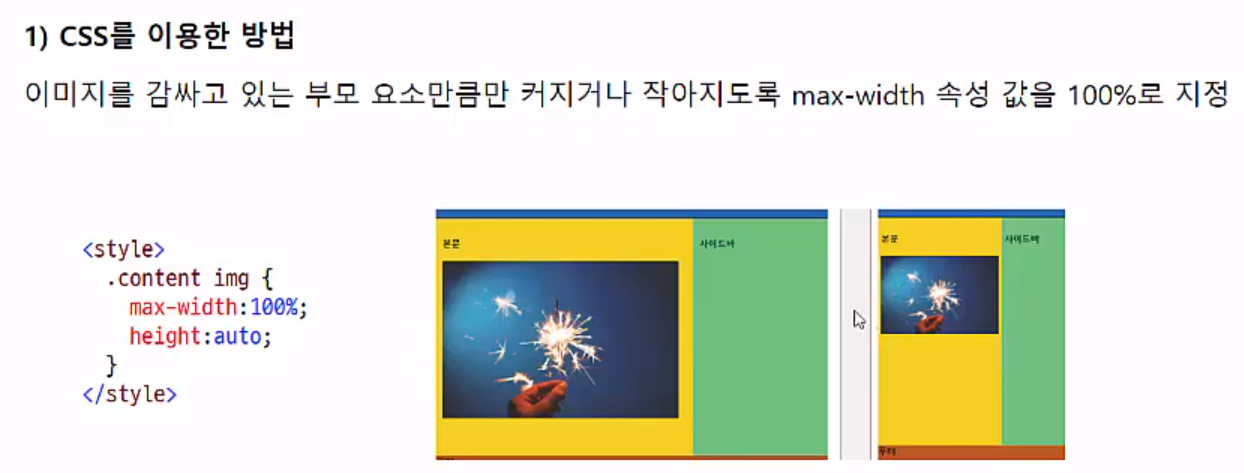 1) CSS를 이용한 방법
이미지를 감싸고 있는 부모 요소만큼만 커지거나 작아지도록 max-width 속성 값을 100%로 지정
<style>
.content img {
max-width:100%;
height:auto;
}
</style>
본문
사이드바
본문
사이드바
푸터